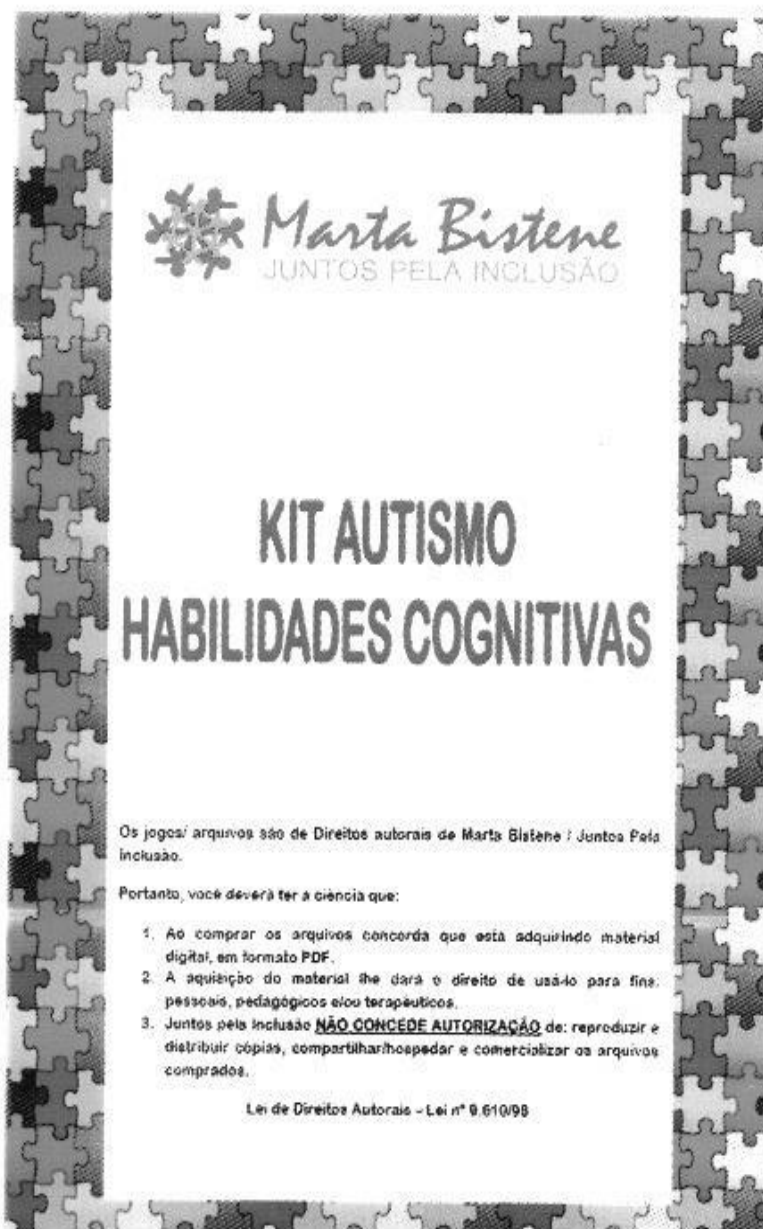 Marta Bistene
JUNTOS PELA INCLUSÃO
KIT AUTISMO
HABILIDADES COGNITIVAS
Os jogos/ arquivos são de Direitos autorais de Marta Bistene / Juntos Pela
Inclusão.
Portanto, você deverá ter a ciência que:
1. Ao comprar os arquivos concorda que está adquirindo material
digital, em formato PDF.
2. A aquisição do material lhe dará o direito de usá-lo para fins:
pessoais, pedagógicos e/ou terapêuticos.
3. Juntos pela Inclusão NÃO CONCEDE AUTORIZAÇÃO de: reproduzir e
distribuir cópias, compartilhar/hospedar e comercializar os arquivos
comprados.
Lei de Direitos Autorais – Lei nº 9.610/98